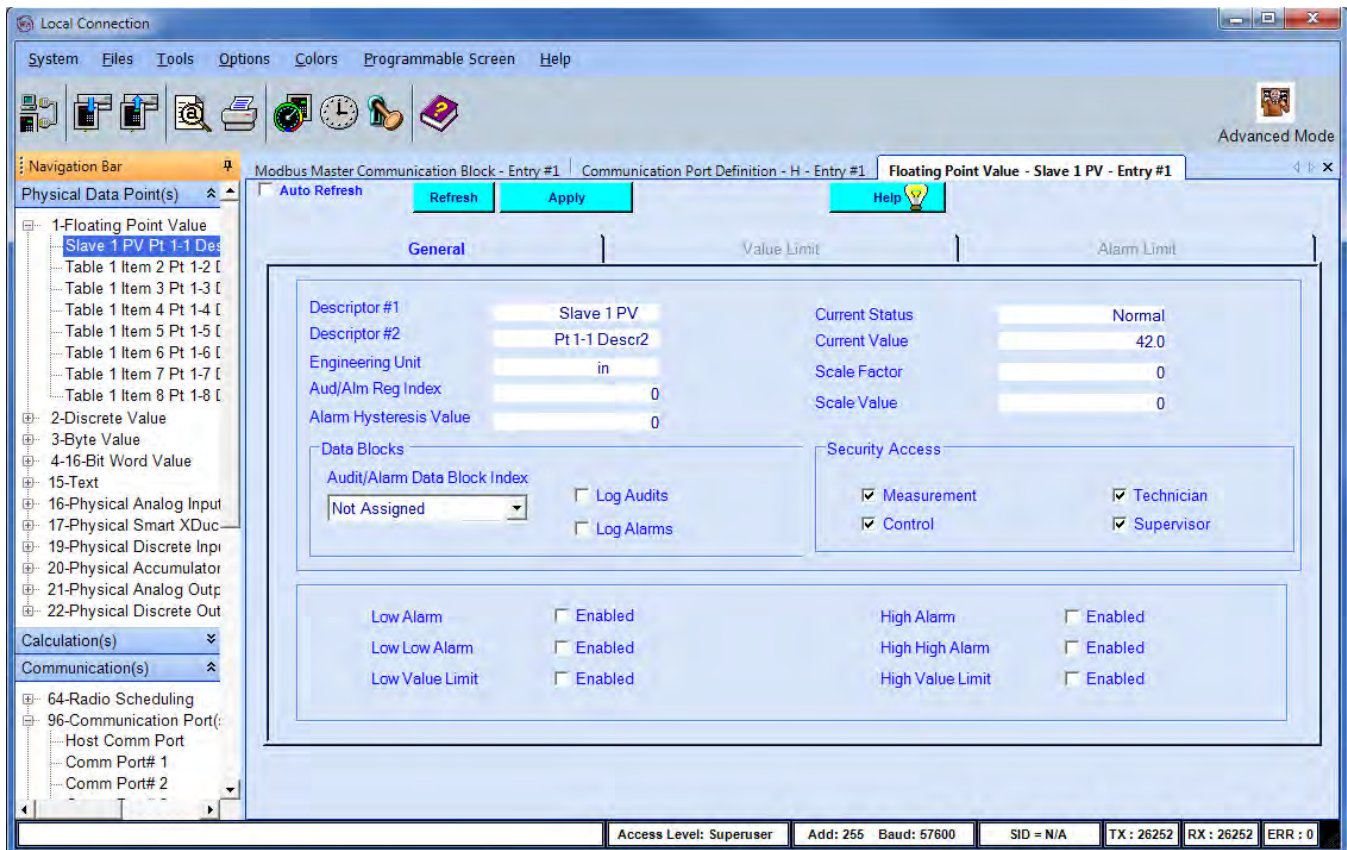 Local Connection
System Files Tools Options Colors Programmable Screen Help
Advanced Mode
Navigation Bar
Modbus Master Communication Block - Entry #1 Communication Port Definition - H - Entry #1 Floating Point Value - Slave 1 PV - Entry #1
Physical Data Point(s)
Auto Refresh Refresh Apply Help
1-Floating Point Value
Slave 1 PV Pt 1-1 Des
Table 1 Item 2 Pt 1-2 D
Table 1 Item 3 Pt 1-3 D
Table 1 Item 4 Pt 1-4 D
Table 1 Item 5 Pt 1-5 D
Table 1 Item 6 Pt 1-6 D
Table 1 Item 7 Pt 1-7 D
Table 1 Item 8 Pt 1-8 D
2-Discrete Value
3-Byte Value
4-16-Bit Word Value
15-Text
16-Physical Analog Input
17-Physical Smart XDuc
19-Physical Discrete Inpu
20-Physical Accumulator
21-Physical Analog Outp
22-Physical Discrete Out
Calculation(s)
Communication(s)
64-Radio Scheduling
96-Communication Port(s
Host Comm Port
Comm Port# 1
Comm Port# 2
General Value Limit Alarm Limit
Descriptor #1 Slave 1 PV
Descriptor #2 Pt 1-1 Descr2
Engineering Unit in
Aud/Alm Reg Index 0
Alarm Hysteresis Value 0
Current Status Normal
Current Value 42.0
Scale Factor 0
Scale Value 0
Data Blocks
Audit/Alarm Data Block Index
Not Assigned
Log Audits
Log Alarms
Security Access
Measurement Technician
Control Supervisor
Low Alarm Enabled High Alarm Enabled
Low Low Alarm Enabled High High Alarm Enabled
Low Value Limit Enabled High Value Limit Enabled
Access Level: Superuser Add: 255 Baud: 57600 SID = N/A TX : 26252 RX : 26252 ERR : 0